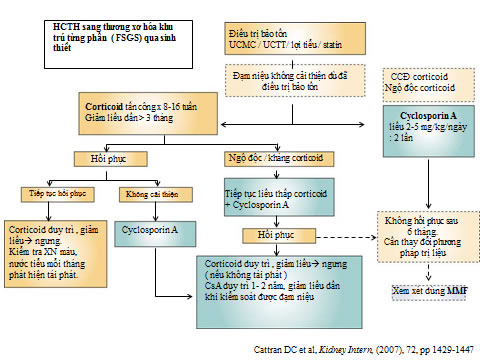 HCTH sang thương xơ hóa khu
trú từng phần ( FSGS) qua sinh
thiết
Điều trị bảo tồn
UCMC / UCTT / lợi tiểu / statin
Đạm niệu không cải thiện dù đã
điều trị bảo tồn
CCĐ corticoid
Ngộ độc corticoid
Corticoid tấn công x 8-16 tuần
Giảm liều dần > 3 tháng
Cyclosporin A
liều 2-5 mg/kg/ngày
: 2 lần
Hồi phục
Ngộ độc / kháng corticoid
Tiếp tục hồi phục
Không cải thiện
Tiếp tục liều thấp corticoid
+ Cyclosporin A
Corticoid duy trì , giảm
liều→ ngưng.
Kiểm tra XN máu,
nước tiểu mỗi tháng
phát hiện tái phát.
Cyclosporin A
Hồi phục
Không hồi phục sau
6 tháng.
Cần thay đổi phương
pháp trị liệu
Corticoid duy trì , giảm liều→ ngưng
( nếu không tái phát )
CsA duy trì 1- 2 năm, giảm liều dần
khi kiểm soát được đạm niệu
Xem xét dùng MMF
Cattran DC et al, Kidney Intern, (2007), 72, pp 1429-1447